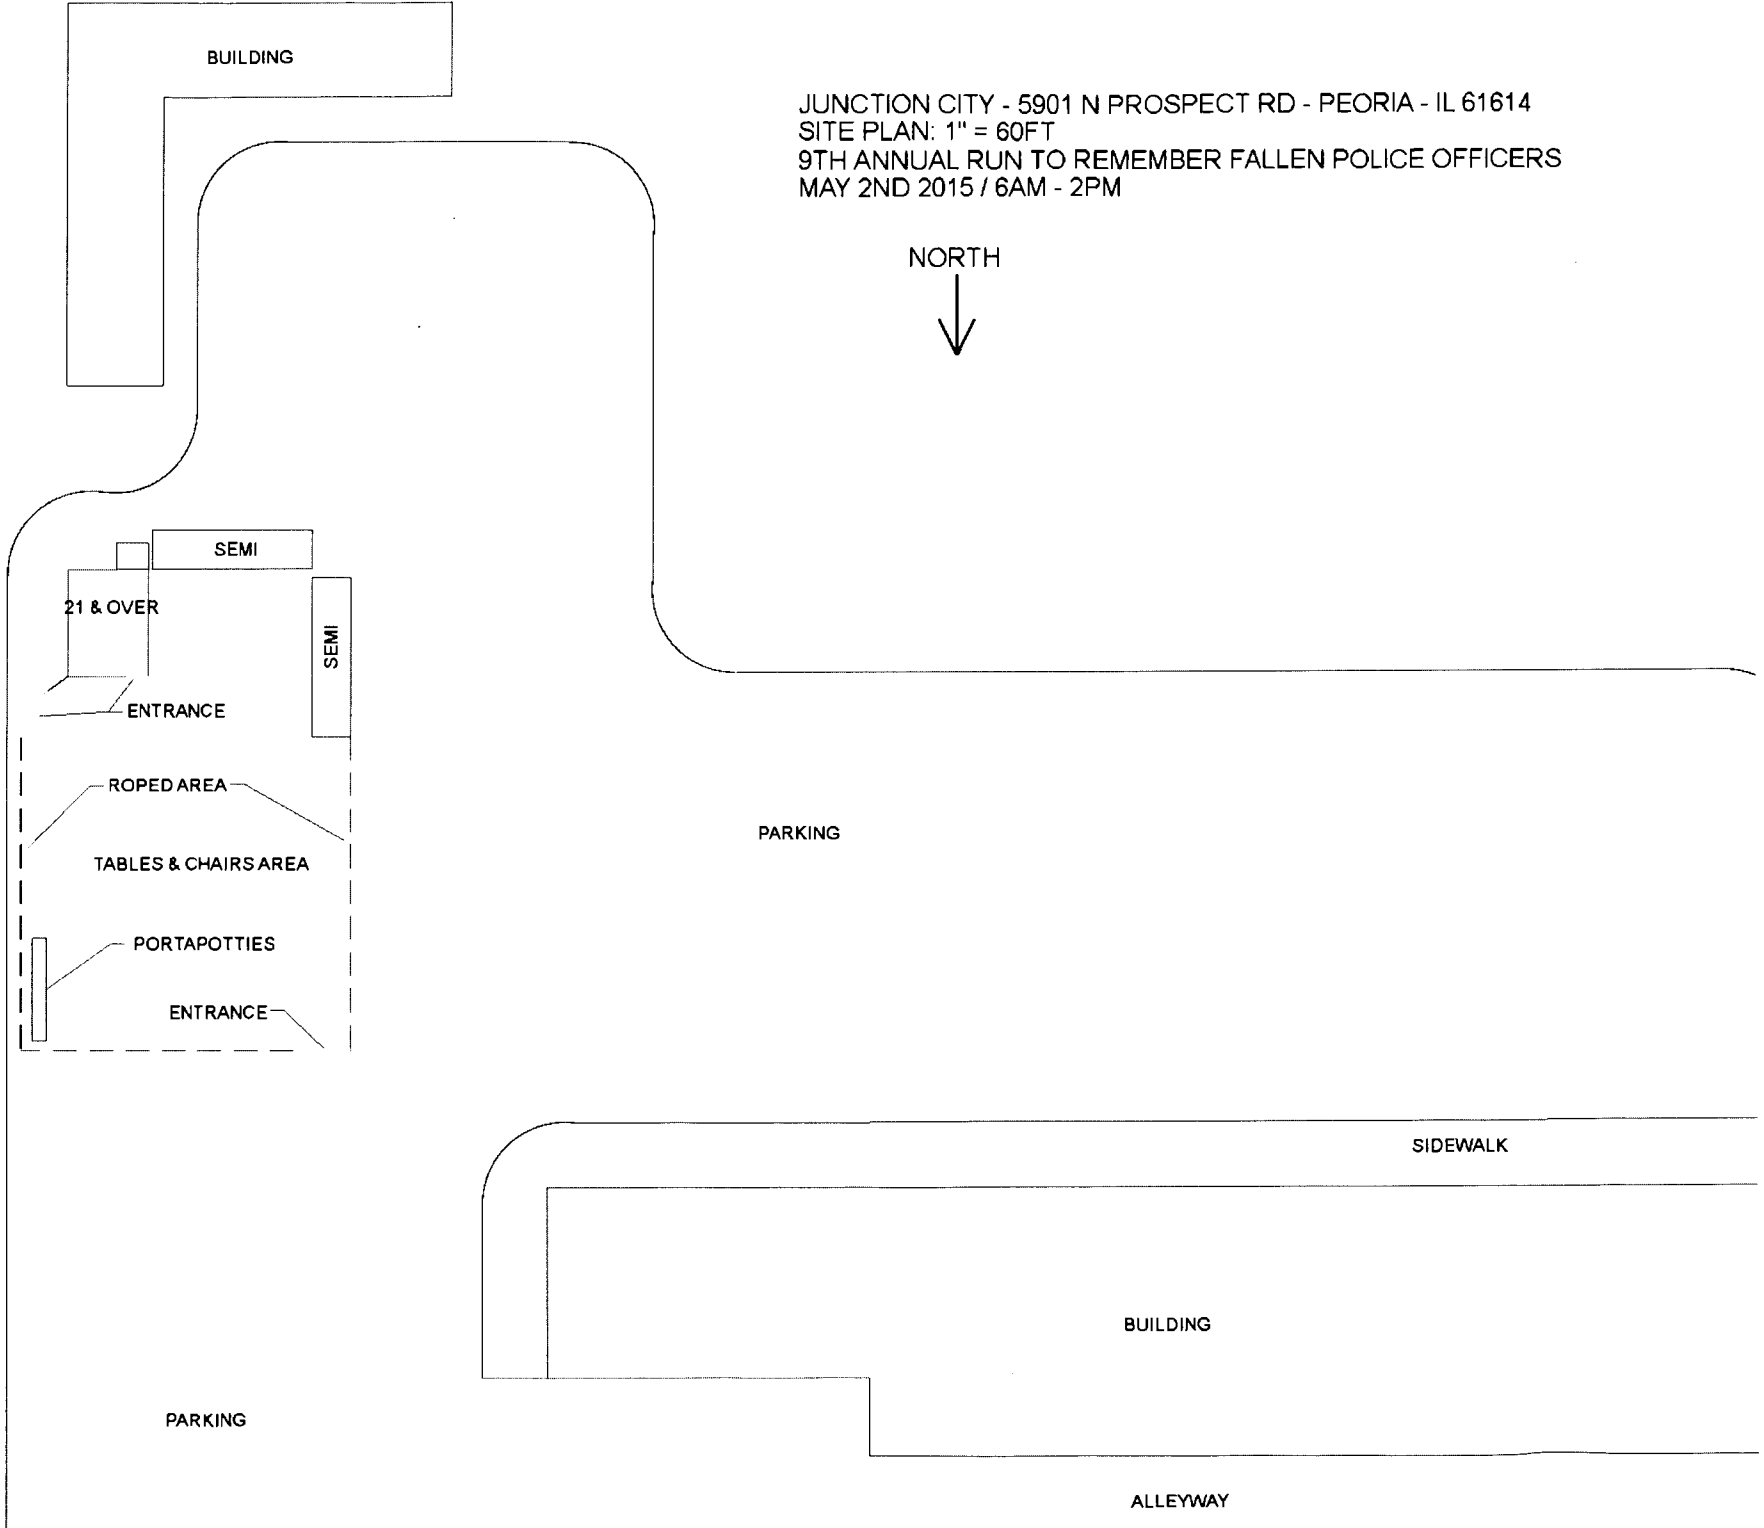 BUILDING
JUNCTION CITY - 5901 N PROSPECT RD - PEORIA - IL 61614
SITE PLAN: 1" = 60FT
9TH ANNUAL RUN TO REMEMBER FALLEN POLICE OFFICERS
MAY 2ND 2015 / 6AM - 2PM
NORTH
SEMI
21 & OVER
SEMI
ENTRANCE
ROPED AREA
PARKING
TABLES & CHAIRS AREA
PORTAPOTTIES
ENTRANCE
SIDEWALK
BUILDING
PARKING
ALLEYWAY